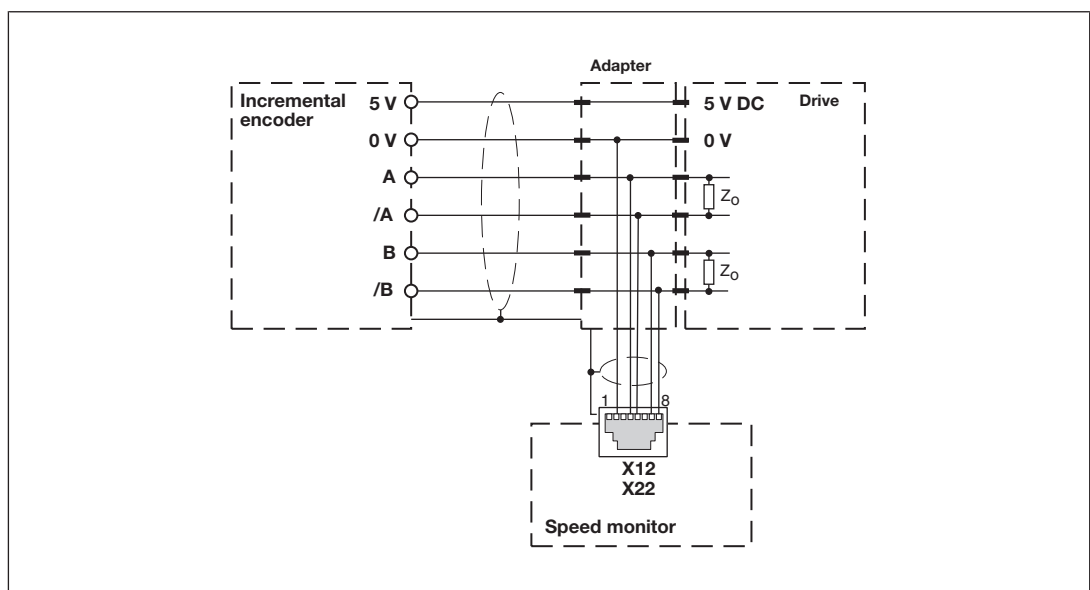 Adapter
Incremental
encoder
5 V
0 V
A
/A
B
/B
5 V DC
Drive
0 V
Zo
Zo
1
8
X12
X22
Speed monitor